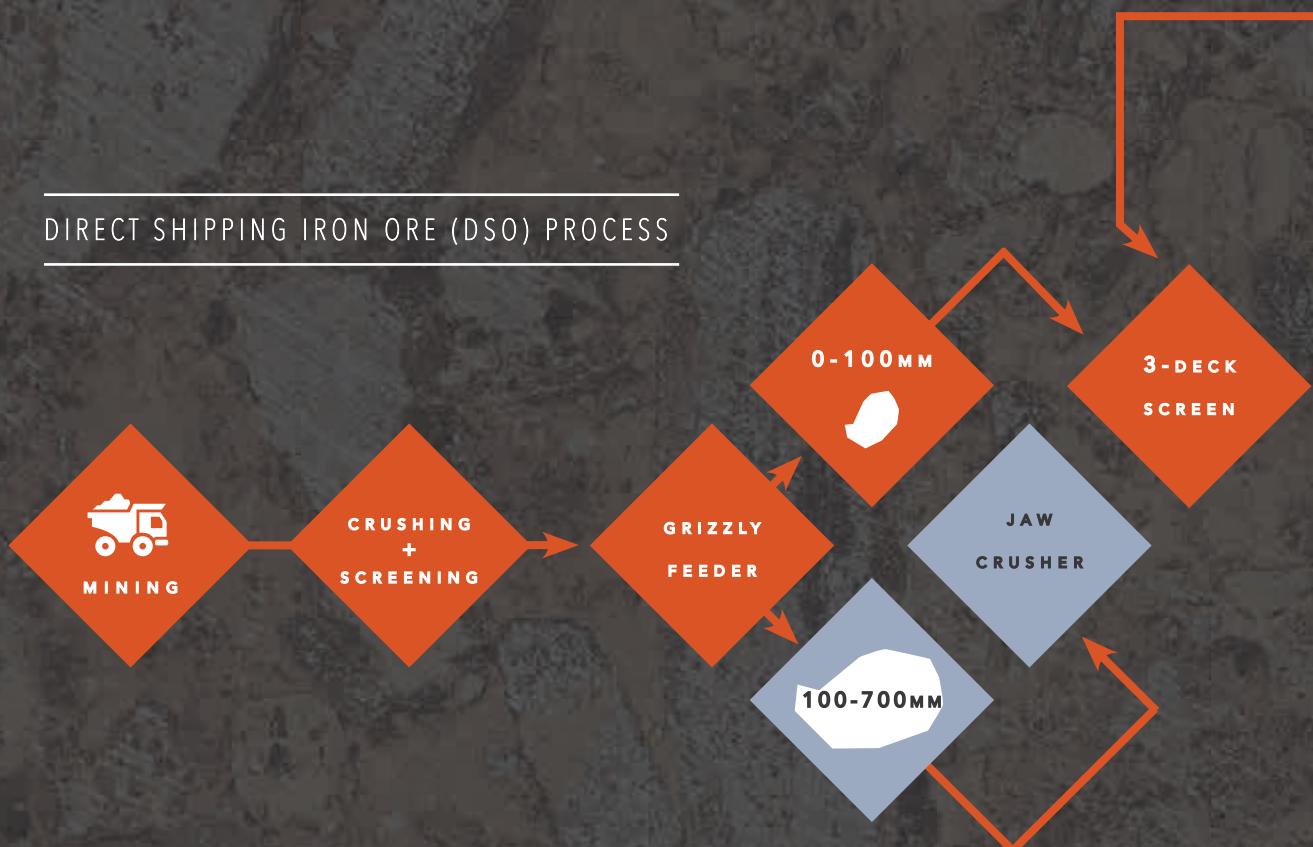 DIRECT SHIPPING IRON ORE (DSO) PROCESS
MINING
CRUSHING
+
SCREENING
GRIZZLY
FEEDER
0-100MM
100-700MM
JAW
CRUSHER
3-DECK
SCREEN